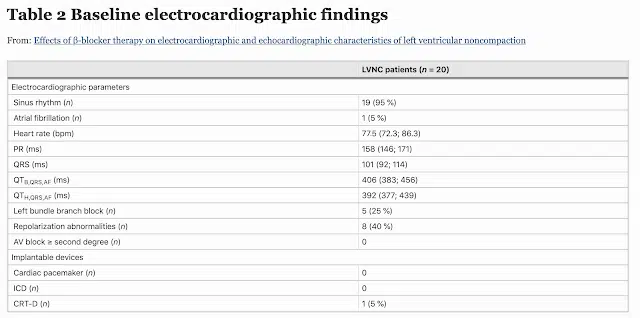 Table 2 Baseline electrocardiographic findings
From: Effects of β-blocker therapy on electrocardiographic and echocardiographic characteristics of left ventricular noncompaction
LVNC patients (n = 20)
Electrocardiographic parameters
Sinus rhythm (n) 19 (95 %)
Atrial fibrillation (n) 1 (5 %)
Heart rate (bpm) 77.5 (72.3; 86.3)
PR (ms) 158 (146; 171)
QRS (ms) 101 (92; 114)
QTB,QRS,AF (ms) 406 (383; 456)
QTH,QRS,AF (ms) 392 (377; 439)
Left bundle branch block (n) 5 (25 %)
Repolarization abnormalities (n) 8 (40 %)
AV block ≥ second degree (n) 0
Implantable devices
Cardiac pacemaker (n) 0
ICD (n) 0
CRT-D (n) 1 (5 %)